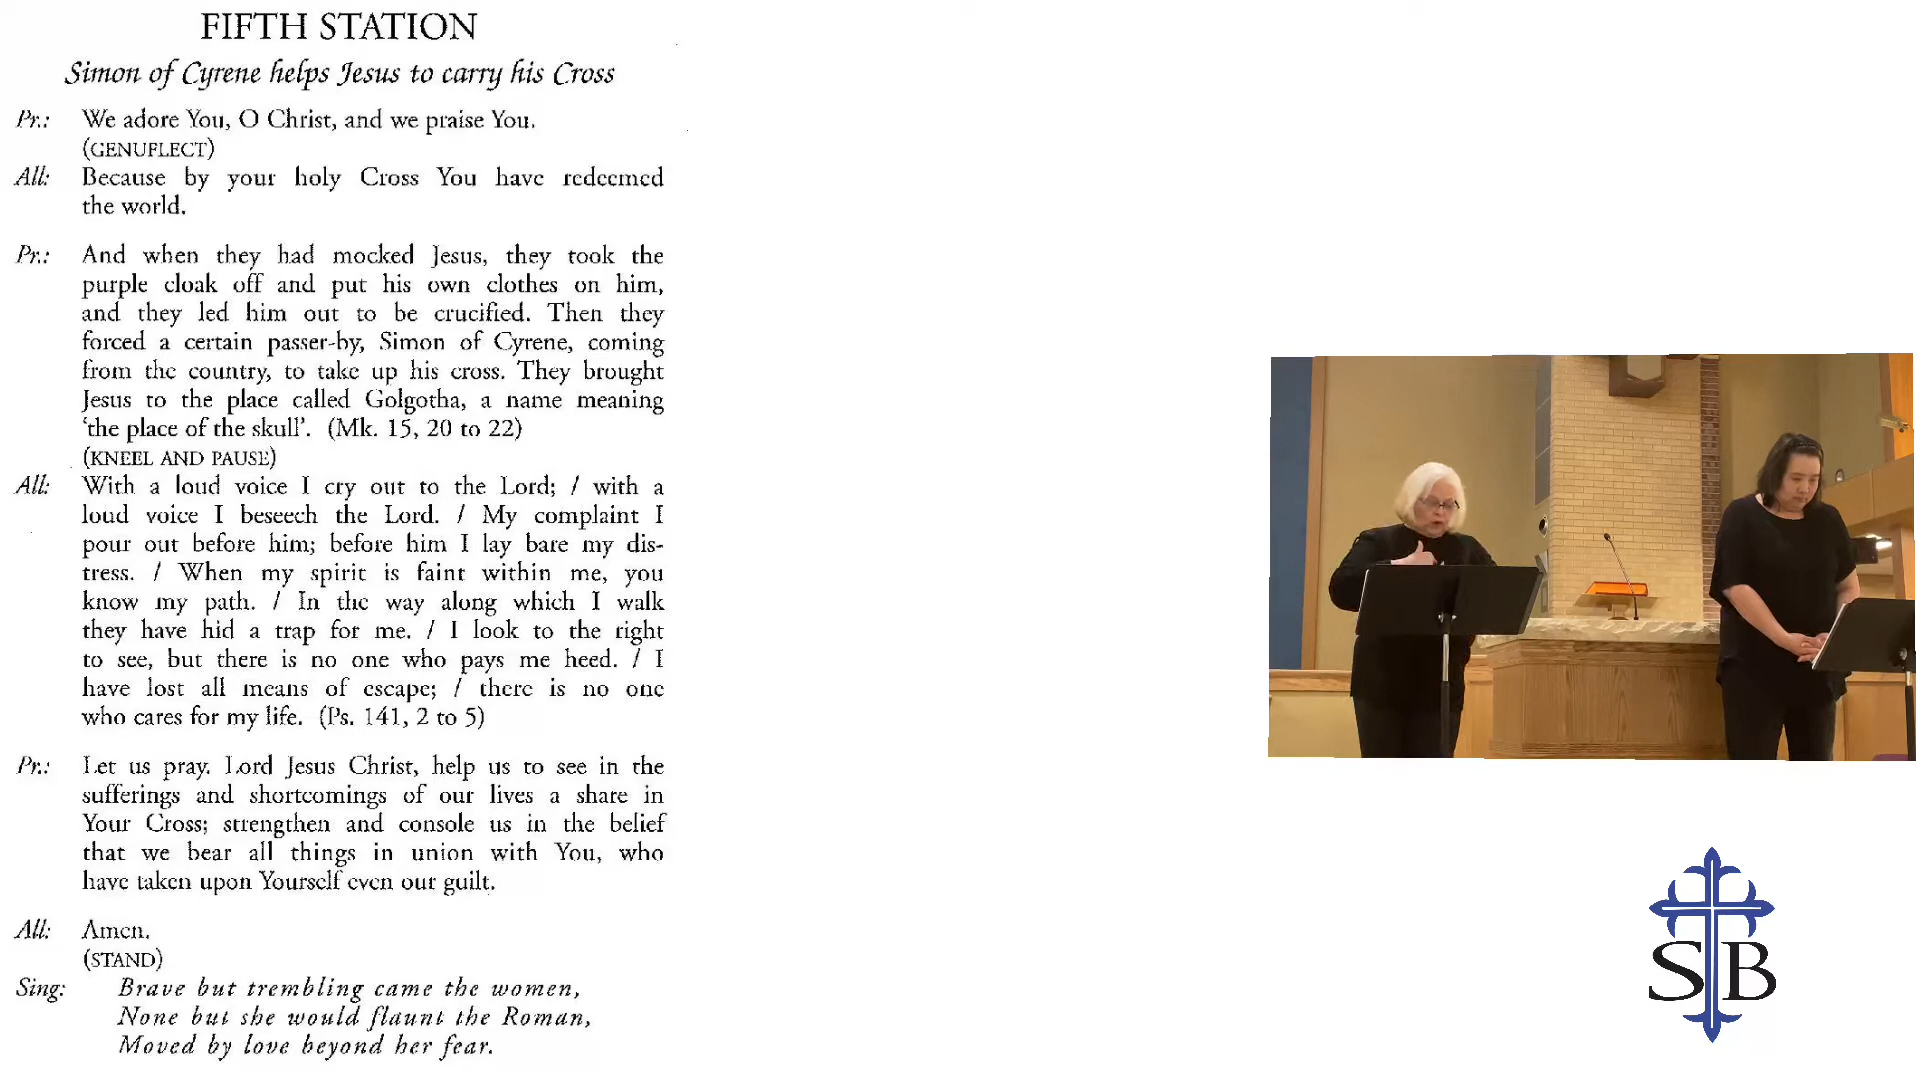 FIFTH STATION
Simon of Cyrene helps Jesus to carry his Cross
Pr.: We adore You, O Christ, and we praise You.
(GENUFLECT)
All: Because by your holy Cross You have redeemed
the world.
Pr.: And when they had mocked Jesus, they took the
purple cloak off and put his own clothes on him,
and they led him out to be crucified. Then they
forced a certain passer-by, Simon of Cyrene, coming
from the country, to take up his cross. They brought
Jesus to the place called Golgotha, a name meaning
'the place of the skull'. (Mk. 15, 20 to 22)
(KNEEL AND PAUSE)
All: With a loud voice I cry out to the Lord; / with a
loud voice I beseech the Lord. / My complaint I
pour out before him; before him I lay bare my dis-
tress. / When my spirit is faint within me, you
know my path. / In the way along which I walk
they have hid a trap for me. / I look to the right
to see, but there is no one who pays me heed. / I
have lost all means of escape; / there is no one
who cares for my life. (Ps. 141, 2 to 5)
Pr.: Let us pray. Lord Jesus Christ, help us to see in the
sufferings and shortcomings of our lives a share in
Your Cross; strengthen and console us in the belief
that we bear all things in union with You, who
have taken upon Yourself even our guilt.
All: Amen.
(STAND)
Sing: Brave but trembling came the women,
None but she would flaunt the Roman,
Moved by love beyond her fear.
SB